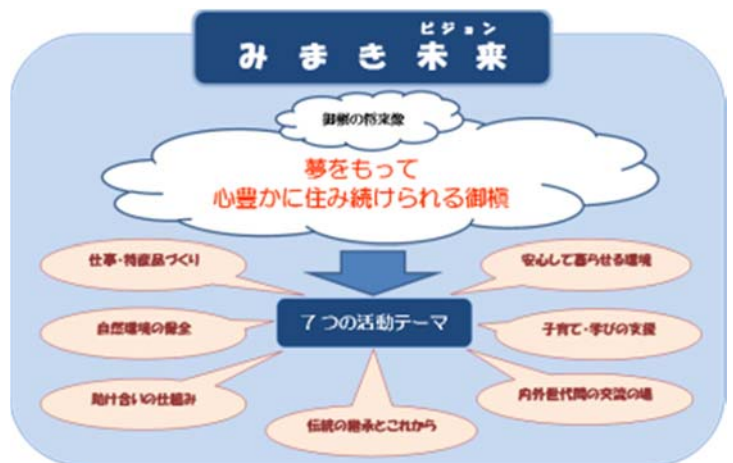 ビジョン
みまき未来
御槇の将来像
夢をもって
心豊かに住み続けられる御槇
仕事・特産品づくり
安心して暮らせる環境
7つの活動テーマ
自然環境の保全
子育て・学びの支援
助け合いの仕組み
内外世代間の交流の場
伝統の継承とこれから